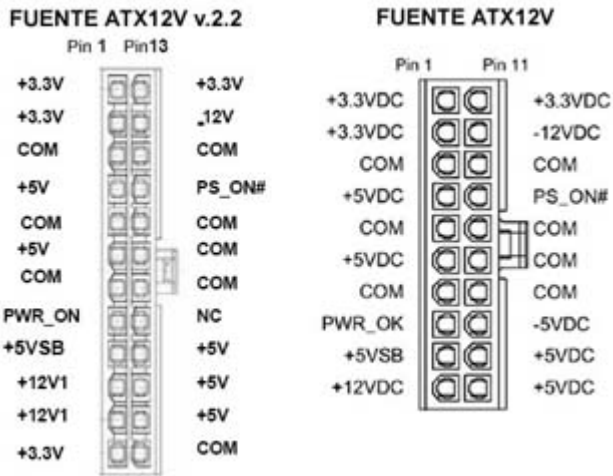 FUENTE ATX12V v.2.2
Pin 1 Pin13
+3.3V +3.3V
+3.3V -12V
COM COM
+5V PS_ON#
COM COM
+5V COM
COM COM
PWR_ON NC
+5VSB +5V
+12V1 +5V
+12V1 +5V
+3.3V COM
FUENTE ATX12V
Pin 1 Pin 11
+3.3VDC +3.3VDC
+3.3VDC -12VDC
COM COM
+5VDC PS_ON#
COM COM
+5VDC COM
COM COM
PWR_OK -5VDC
+5VSB +5VDC
+12VDC +5VDC